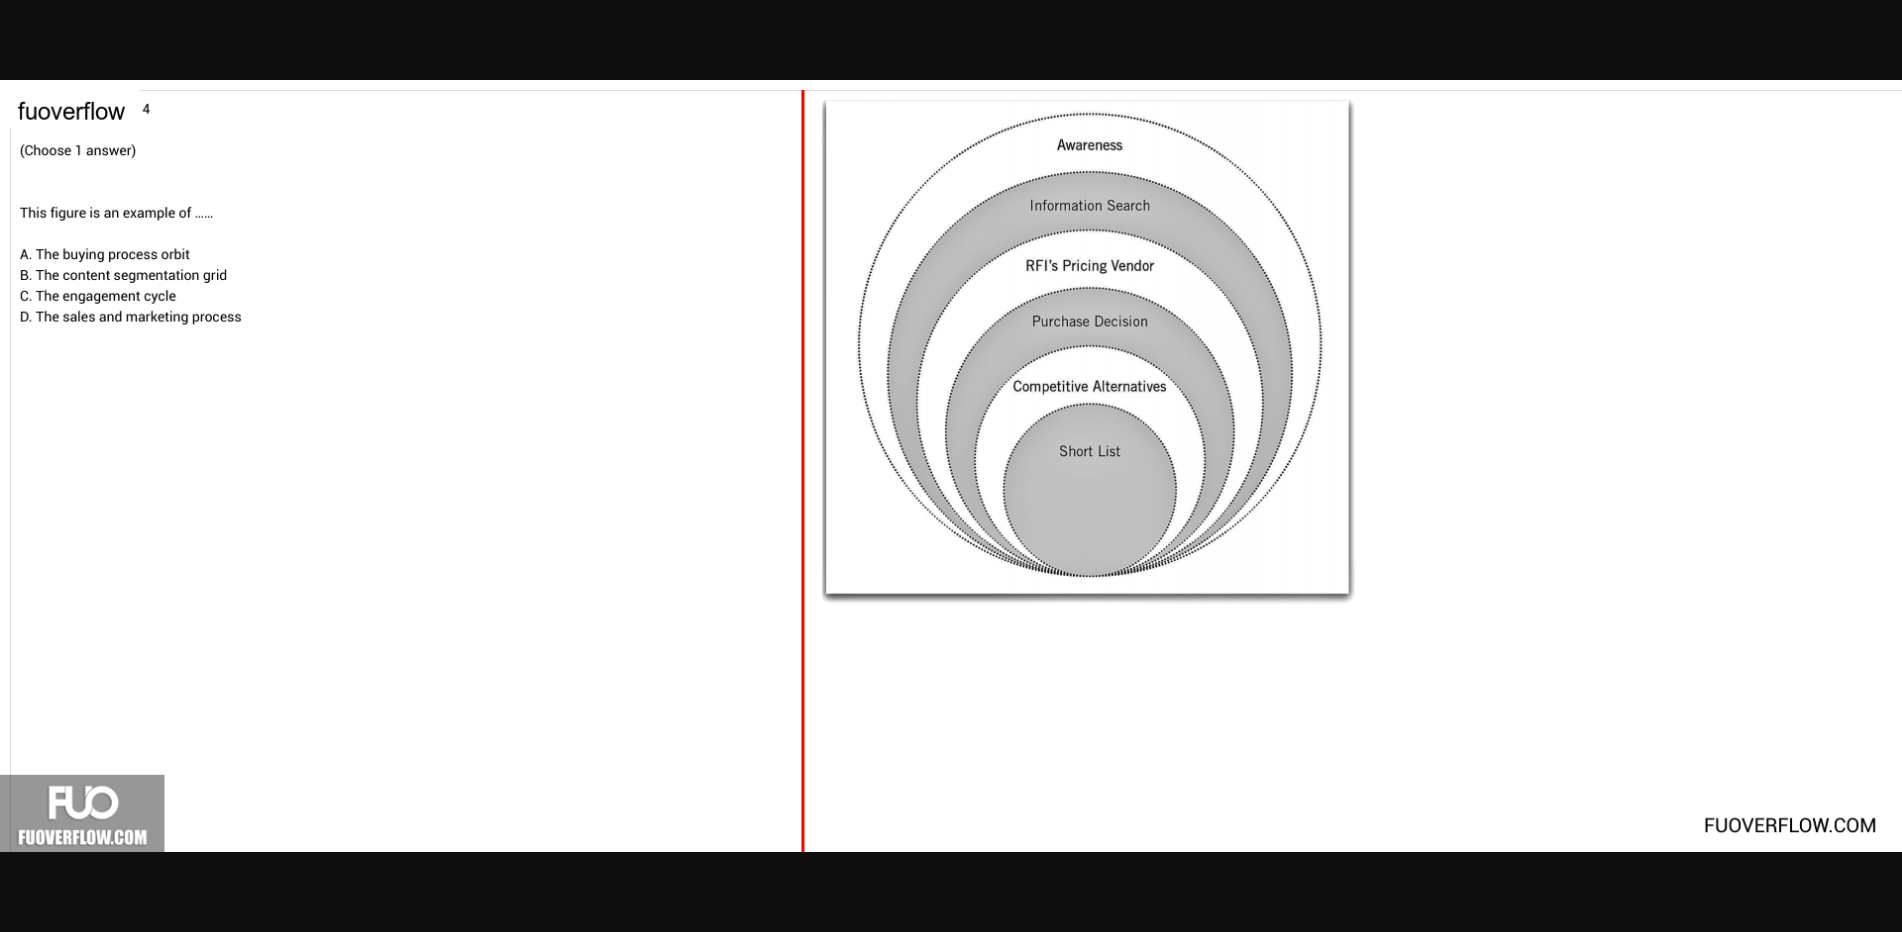 fuoverflow 4
(Choose 1 answer)
This figure is an example of ......
A. The buying process orbit
B. The content segmentation grid
C. The engagement cycle
D. The sales and marketing process
Awareness
Information Search
RFI's Pricing Vendor
Purchase Decision
Competitive Alternatives
Short List
FUO
FUOVERFLOW.COM
FUOVERFLOW.COM